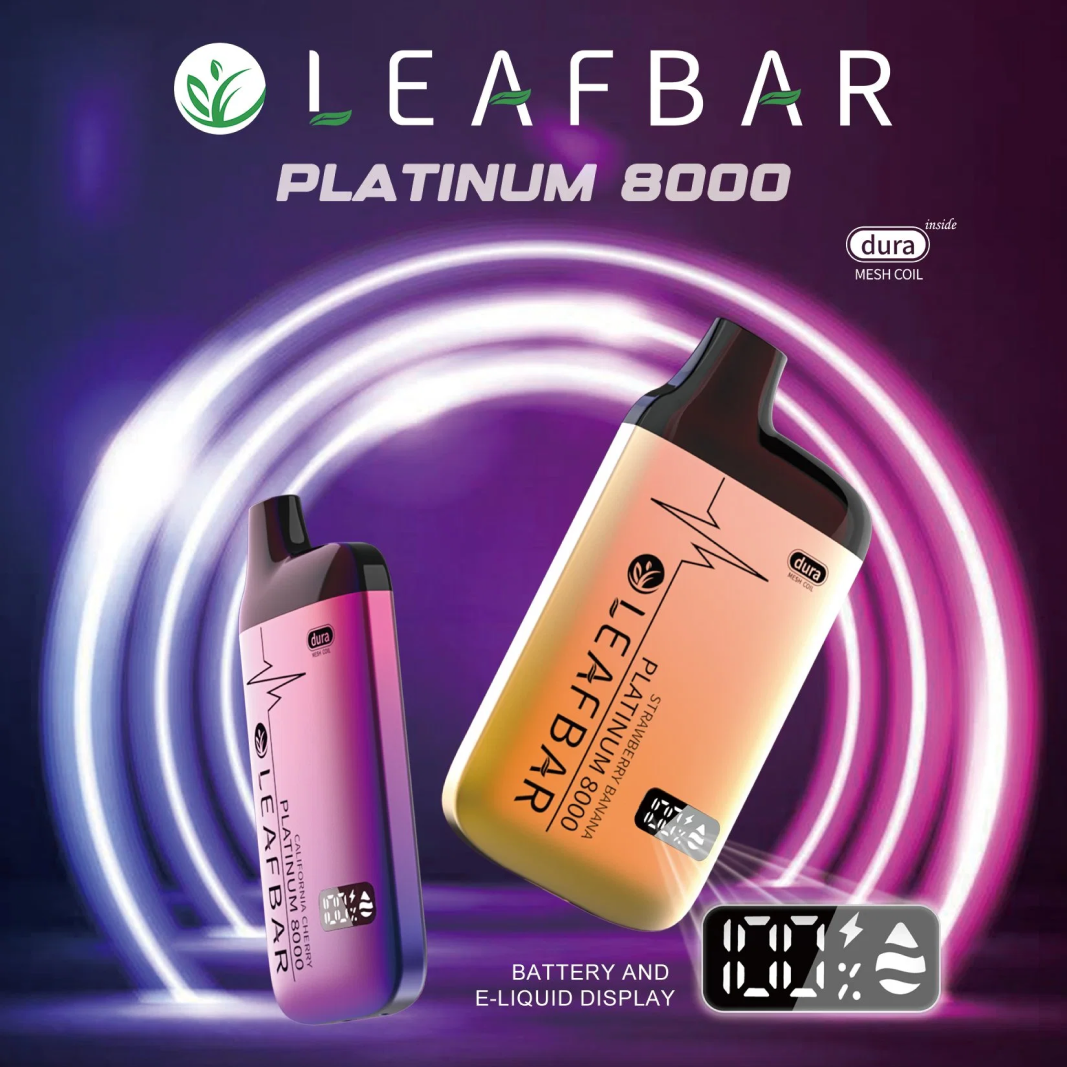 LEAFBAR
PLATINUM 8000
dura inside
MESH COIL
dura
MESH COIL
LEAFBAR
PLATINUM 8000
STRAWBERRY BANANA
dura
MESH COIL
LEAFBAR
PLATINUM 8000
CALIFORNIA CHERRY
100%
BATTERY AND
E-LIQUID DISPLAY